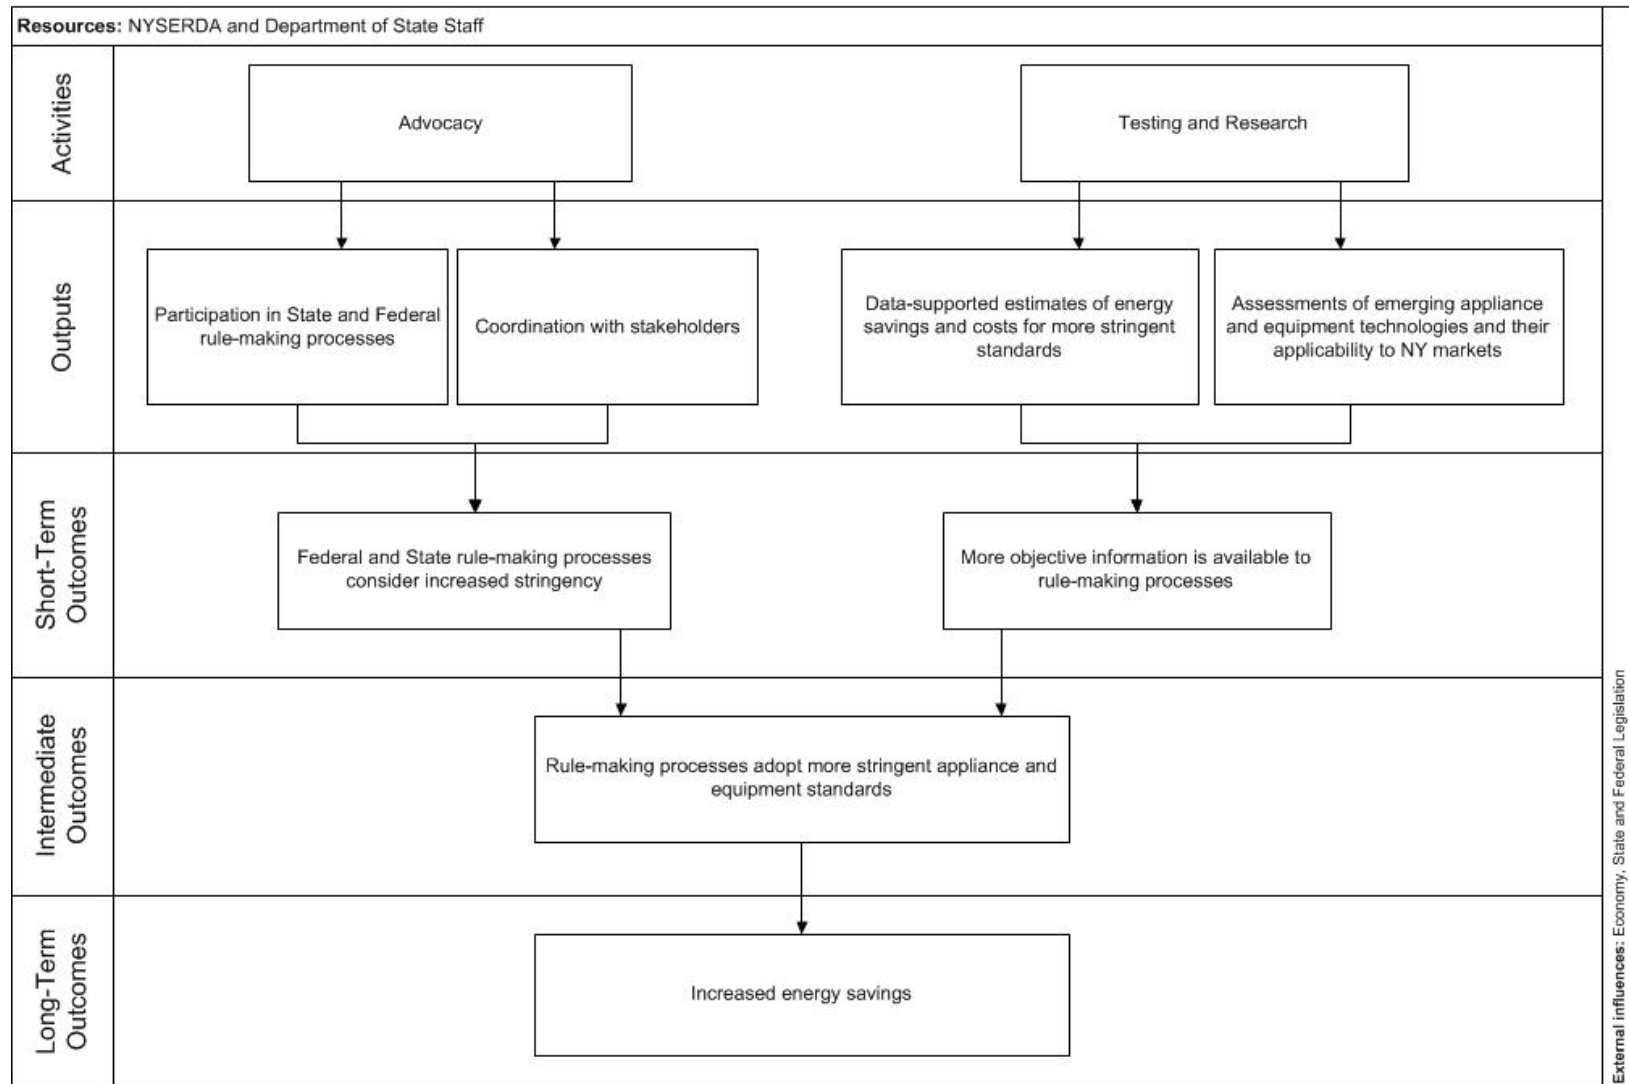 Resources: NYSERDA and Department of State Staff
Activities
Advocacy
Testing and Research
Outputs
Participation in State and Federal
rule-making processes
Coordination with stakeholders
Data-supported estimates of energy
savings and costs for more stringent
standards
Assessments of emerging appliance
and equipment technologies and their
applicability to NY markets
Short-Term
Outcomes
Federal and State rule-making processes
consider increased stringency
More objective information is available to
rule-making processes
Intermediate
Outcomes
Rule-making processes adopt more stringent appliance and
equipment standards
Long-Term
Outcomes
Increased energy savings
External influences: Economy, State and Federal Legislation